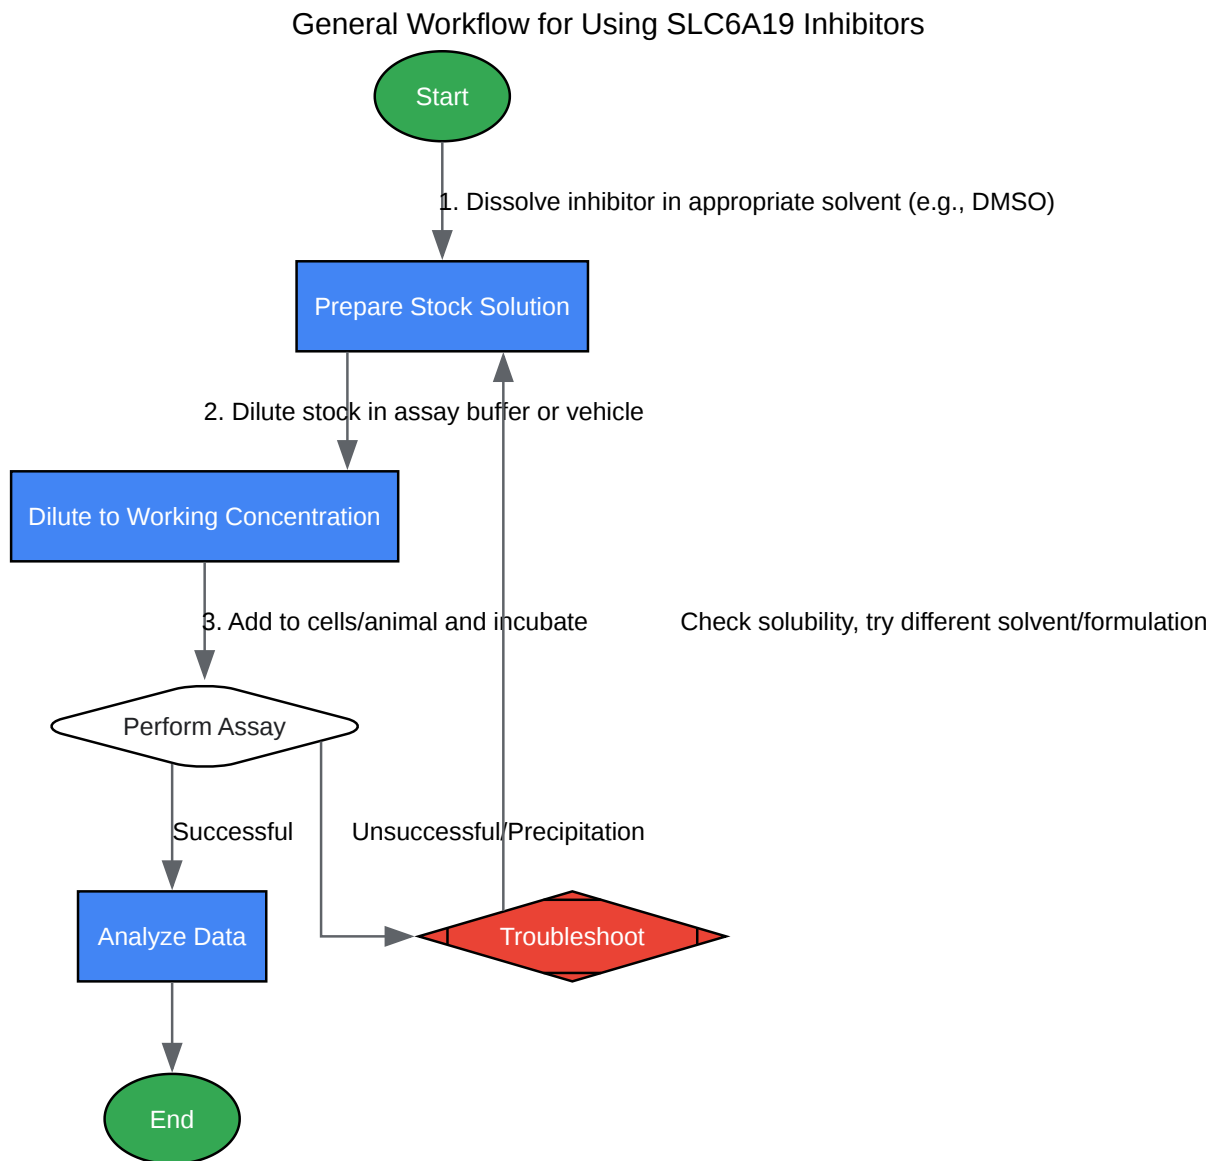 General Workflow for Using SLC6A19 Inhibitors
Start
1. Dissolve inhibitor in appropriate solvent (e.g., DMSO)
Prepare Stock Solution
2. Dilute stock in assay buffer or vehicle
Dilute to Working Concentration
3. Add to cells/animal and incubate
Check solubility, try different solvent/formulation
Perform Assay
Successful
Unsuccessful/Precipitation
Analyze Data
Troubleshoot
End